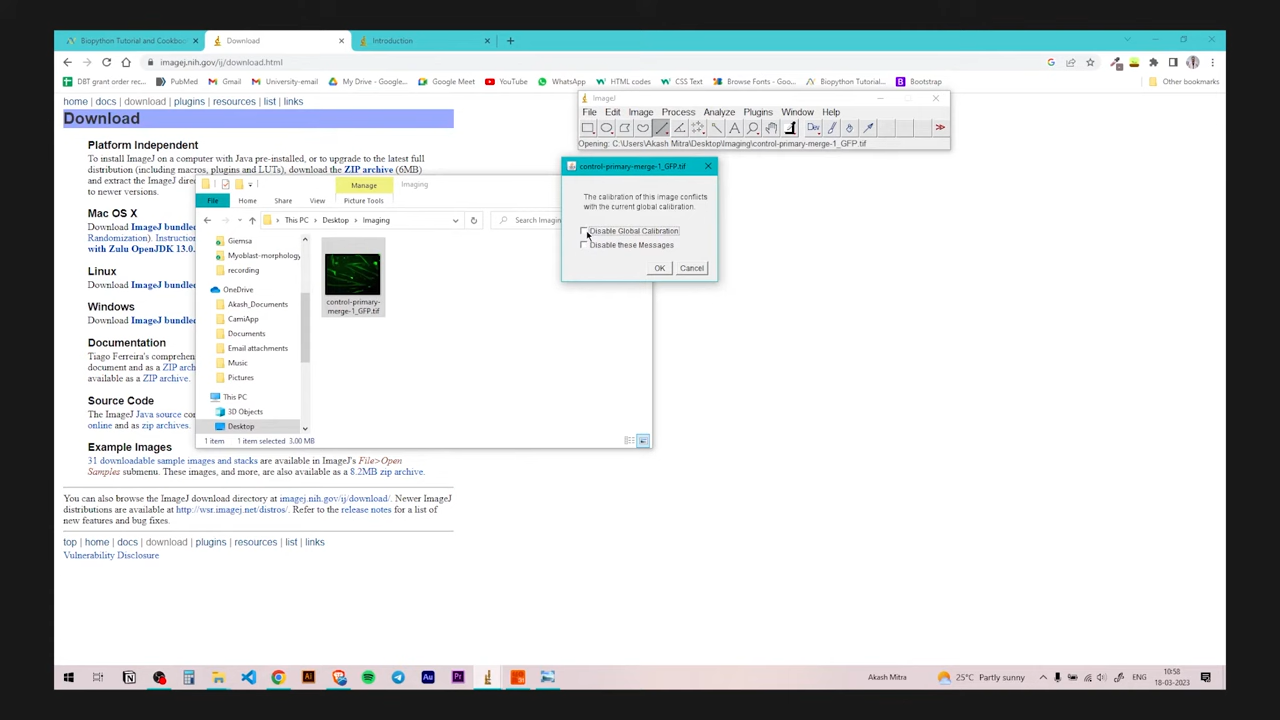 Biopython Tutorial and Cookboo
Download
Introduction
imagej.nih.gov/ij/download.html
DBT grant order rec...
PubMed
Gmail
University-email
My Drive - Google...
Google Meet
YouTube
WhatsApp
HTML codes
CSS Text
Browse Fonts - Goo...
Biopython Tutorial...
Bootstrap
Other bookmarks
home | docs | download | plugins | resources | list | links
Download
Platform Independent
To install ImageJ on a computer with Java pre-installed, or to upgrade to the latest full
distribution (including macros, plugins and LUTs), download the ZIP archive (6MB)
and extract the ImageJ direc
to newer versions.
Mac OS X
Download ImageJ bundle
Randomization). Instruction
with Zulu OpenJDK 13.0.
Linux
Download ImageJ bundle
Windows
Download ImageJ bundle
Documentation
Tiago Ferreira's comprehen
document and as a ZIP arch
available as a ZIP archive.
Source Code
The ImageJ Java source co
online and as zip archives.
Example Images
31 downloadable sample images and stacks are available in ImageJ's File>Open
Samples submenu. These images, and more, are also available as a 8.2MB zip archive.
You can also browse the ImageJ download directory at imagej.nih.gov/ij/download/. Newer ImageJ
distributions are available at http://wsr.imagej.net/distros/. Refer to the release notes for a list of
new features and bug fixes.
top | home | docs | download | plugins | resources | list | links
Vulnerability Disclosure
ImageJ
File Edit Image Process Analyze Plugins Window Help
Dev
Opening: C:\Users\Akash Mitra\Desktop\Imaging\control-primary-merge-1_GFP.tif
control-primary-merge-1_GFP.tif
The calibration of this image conflicts
with the current global calibration.
Disable Global Calibration
Disable these Messages
OK
Cancel
Manage
Imaging
File
Home
Share
View
Picture Tools
This PC
Desktop
Imaging
Search Imagin
Giemsa
Myoblast-morphology
recording
OneDrive
Akash_Documents
CamiApp
Documents
Email attachments
Music
Pictures
This PC
3D Objects
Desktop
control-primary-
merge-1_GFP.tif
1 item
1 item selected 3.00 MB
Akash Mitra
25°C Partly sunny
ENG
10:58
18-03-2023